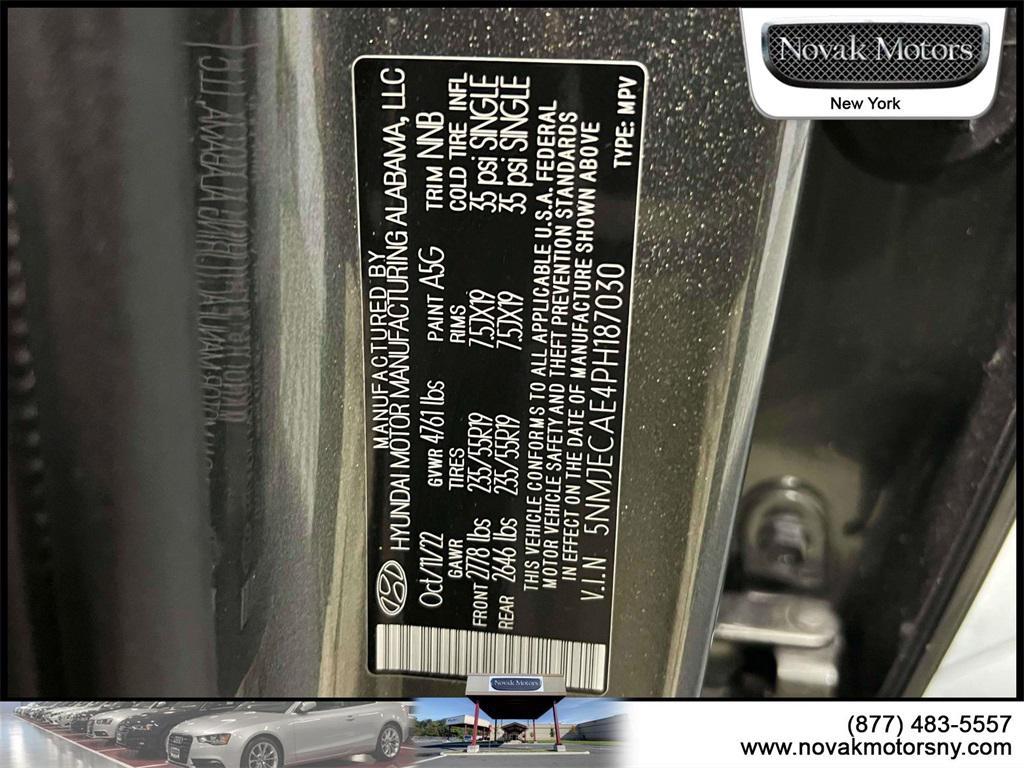 Novak Motors
New York
MANUFACTURED BY
HYUNDAI MOTOR MANUFACTURING ALABAMA, LLC
Oct/11/22 GVWR 4761 lbs PAINT A5G TRIM NNB
GAWR TIRES RIMS COLD TIRE INFL
FRONT 2778 lbs 235/55R19 7.5JX19 35 psi SINGLE
REAR 2646 lbs 235/55R19 7.5JX19 35 psi SINGLE
THIS VEHICLE CONFORMS TO ALL APPLICABLE U.S.A. FEDERAL
MOTOR VEHICLE SAFETY AND THEFT PREVENTION STANDARDS
IN EFFECT ON THE DATE OF MANUFACTURE SHOWN ABOVE
V.I.N 5NMJECAE4PH187030 TYPE: MPV
Novak Motors
(877) 483-5557
www.novakmotorsny.com